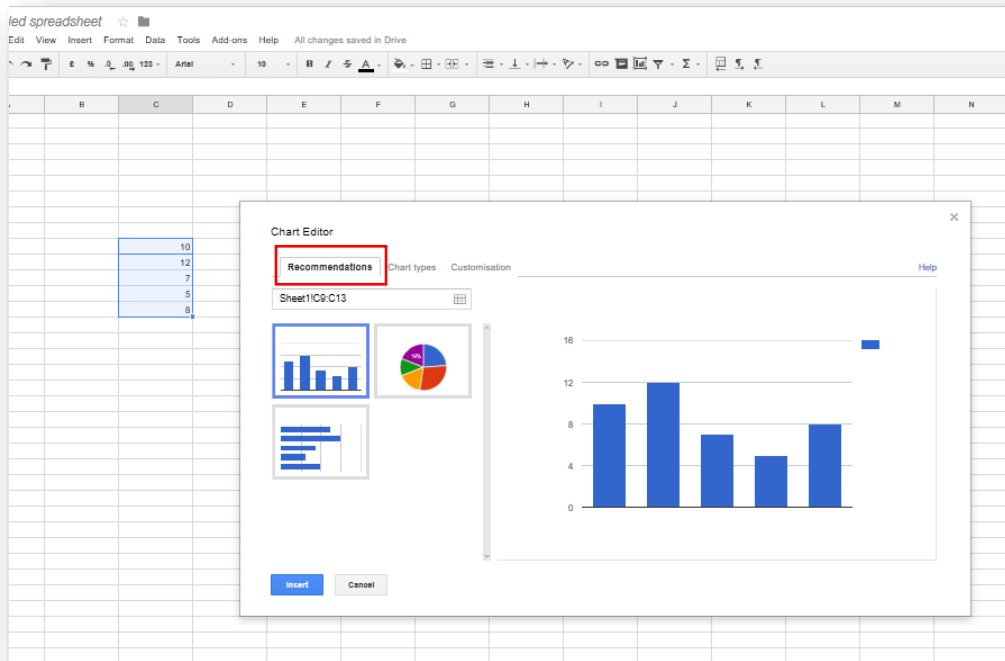 led spreadsheet
Edit View Insert Format Data Tools Add-ons Help All changes saved in Drive
£ % .0 .00 123 Arial 10 B I S A Σ
B C D E F G H I J K L M N
Chart Editor
Recommendations Chart types Customisation Help
Sheet1!C9:C13
10
12
7
5
8
19%
16
12
8
4
0
Insert Cancel